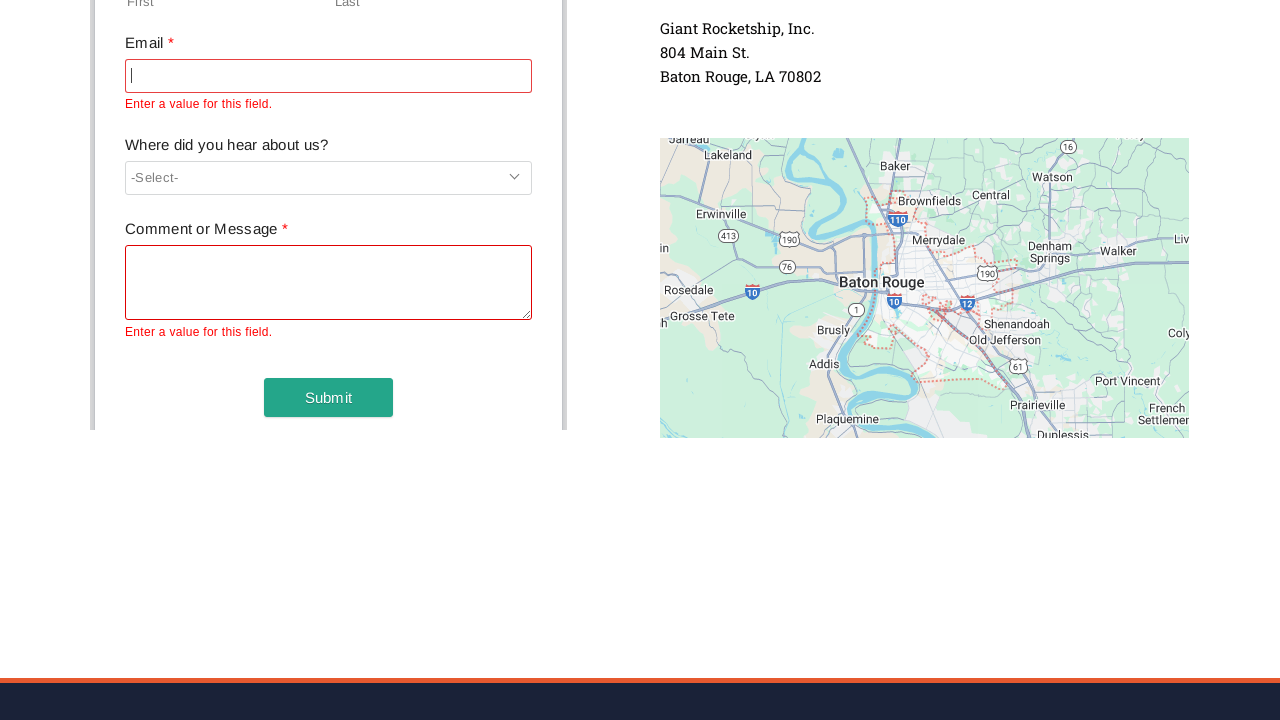 First
Last
Email *
Enter a value for this field.
Where did you hear about us?
-Select-
Comment or Message *
Enter a value for this field.
Submit
Giant Rocketship, Inc.
804 Main St.
Baton Rouge, LA 70802
Jarreau
Lakeland
Baker
16
Watson
Brownfields
Central
Erwinville
110
413
190
Merrydale
Denham
Springs
Walker
Liv
in
76
190
Baton Rouge
Rosedale
10
10
12
Grosse Tete
h
1
Brusly
Shenandoah
Old Jefferson
Coly
Addis
61
Port Vincent
Prairieville
French
Settlemer
Plaquemine
Duplessis